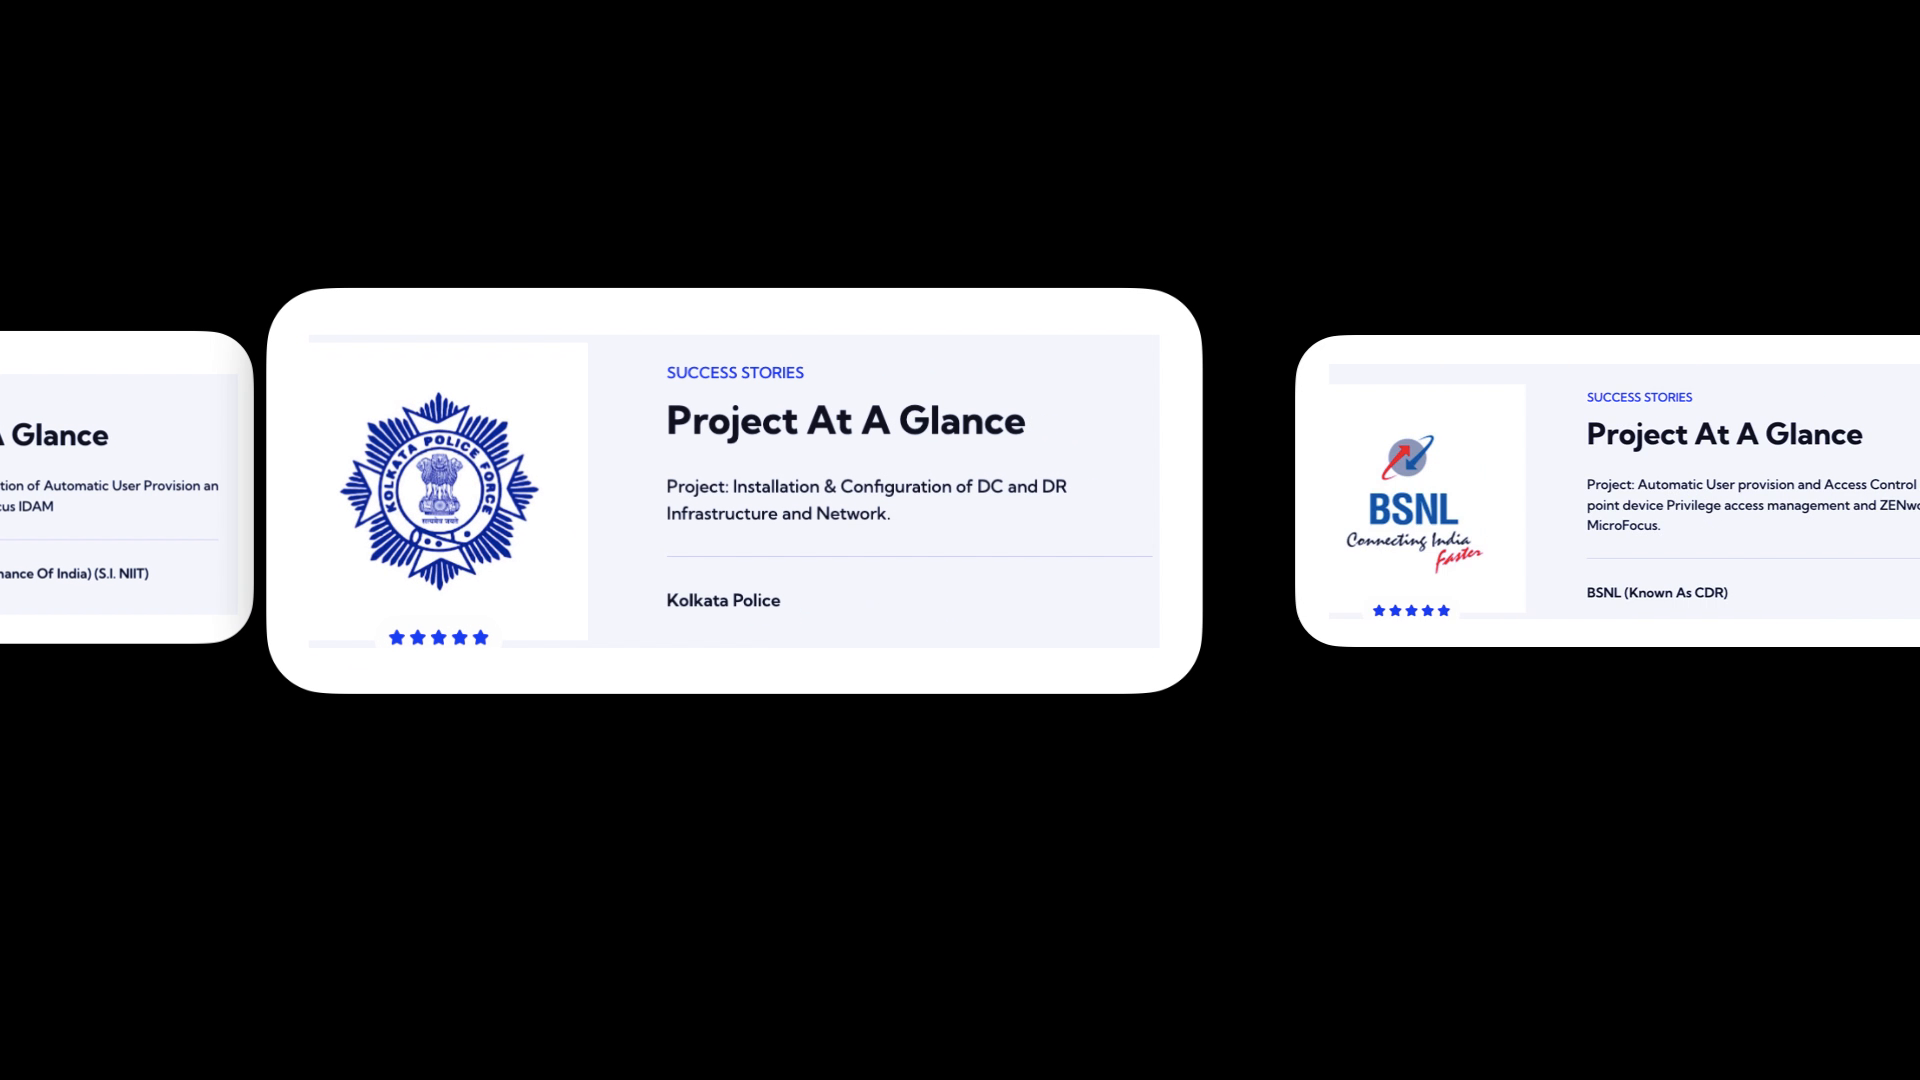 A Glance
tion of Automatic User Provision an
cus IDAM
nance Of India) (S.I. NIIT)
KOLKATA POLICE FORCE
सत्यमेव जयते
SUCCESS STORIES
Project At A Glance
Project: Installation & Configuration of DC and DR
Infrastructure and Network.
Kolkata Police
BSNL
Connecting India
Faster
SUCCESS STORIES
Project At A Glance
Project: Automatic User provision and Access Control
point device Privilege access management and ZENwo
MicroFocus.
BSNL (Known As CDR)